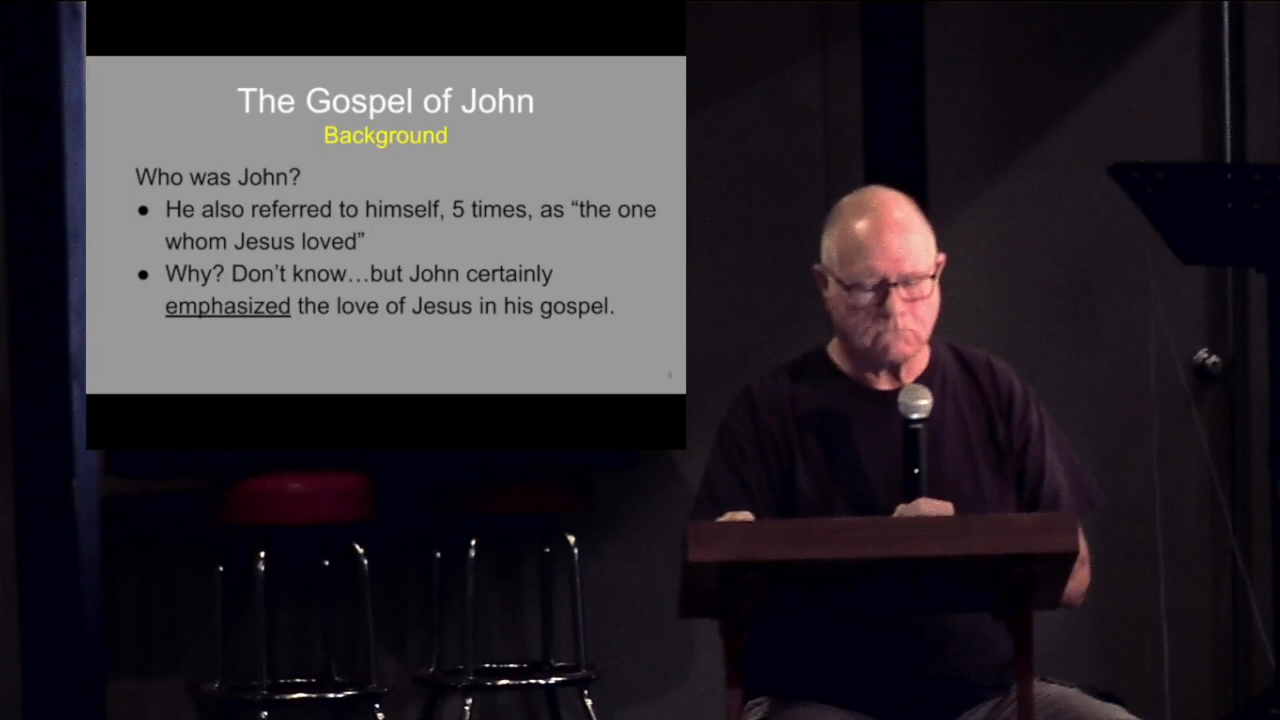 The Gospel of John
Background
Who was John?
● He also referred to himself, 5 times, as “the one
whom Jesus loved”
● Why? Don’t know…but John certainly
emphasized the love of Jesus in his gospel.